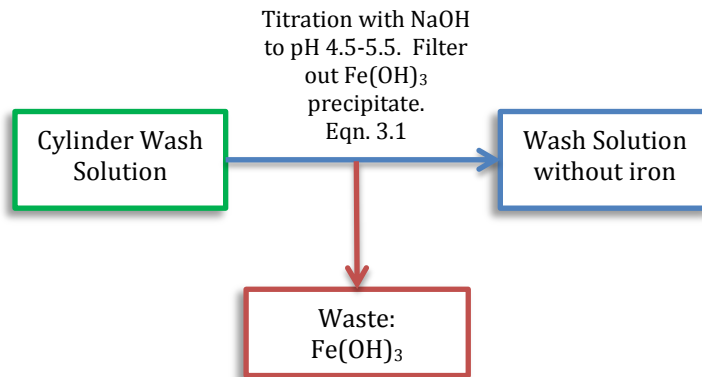 Titration with NaOH
to pH 4.5-5.5.  Filter
out Fe(OH)₃
precipitate.
Eqn. 3.1
Cylinder Wash
Solution
Wash Solution
without iron
Waste:
Fe(OH)₃